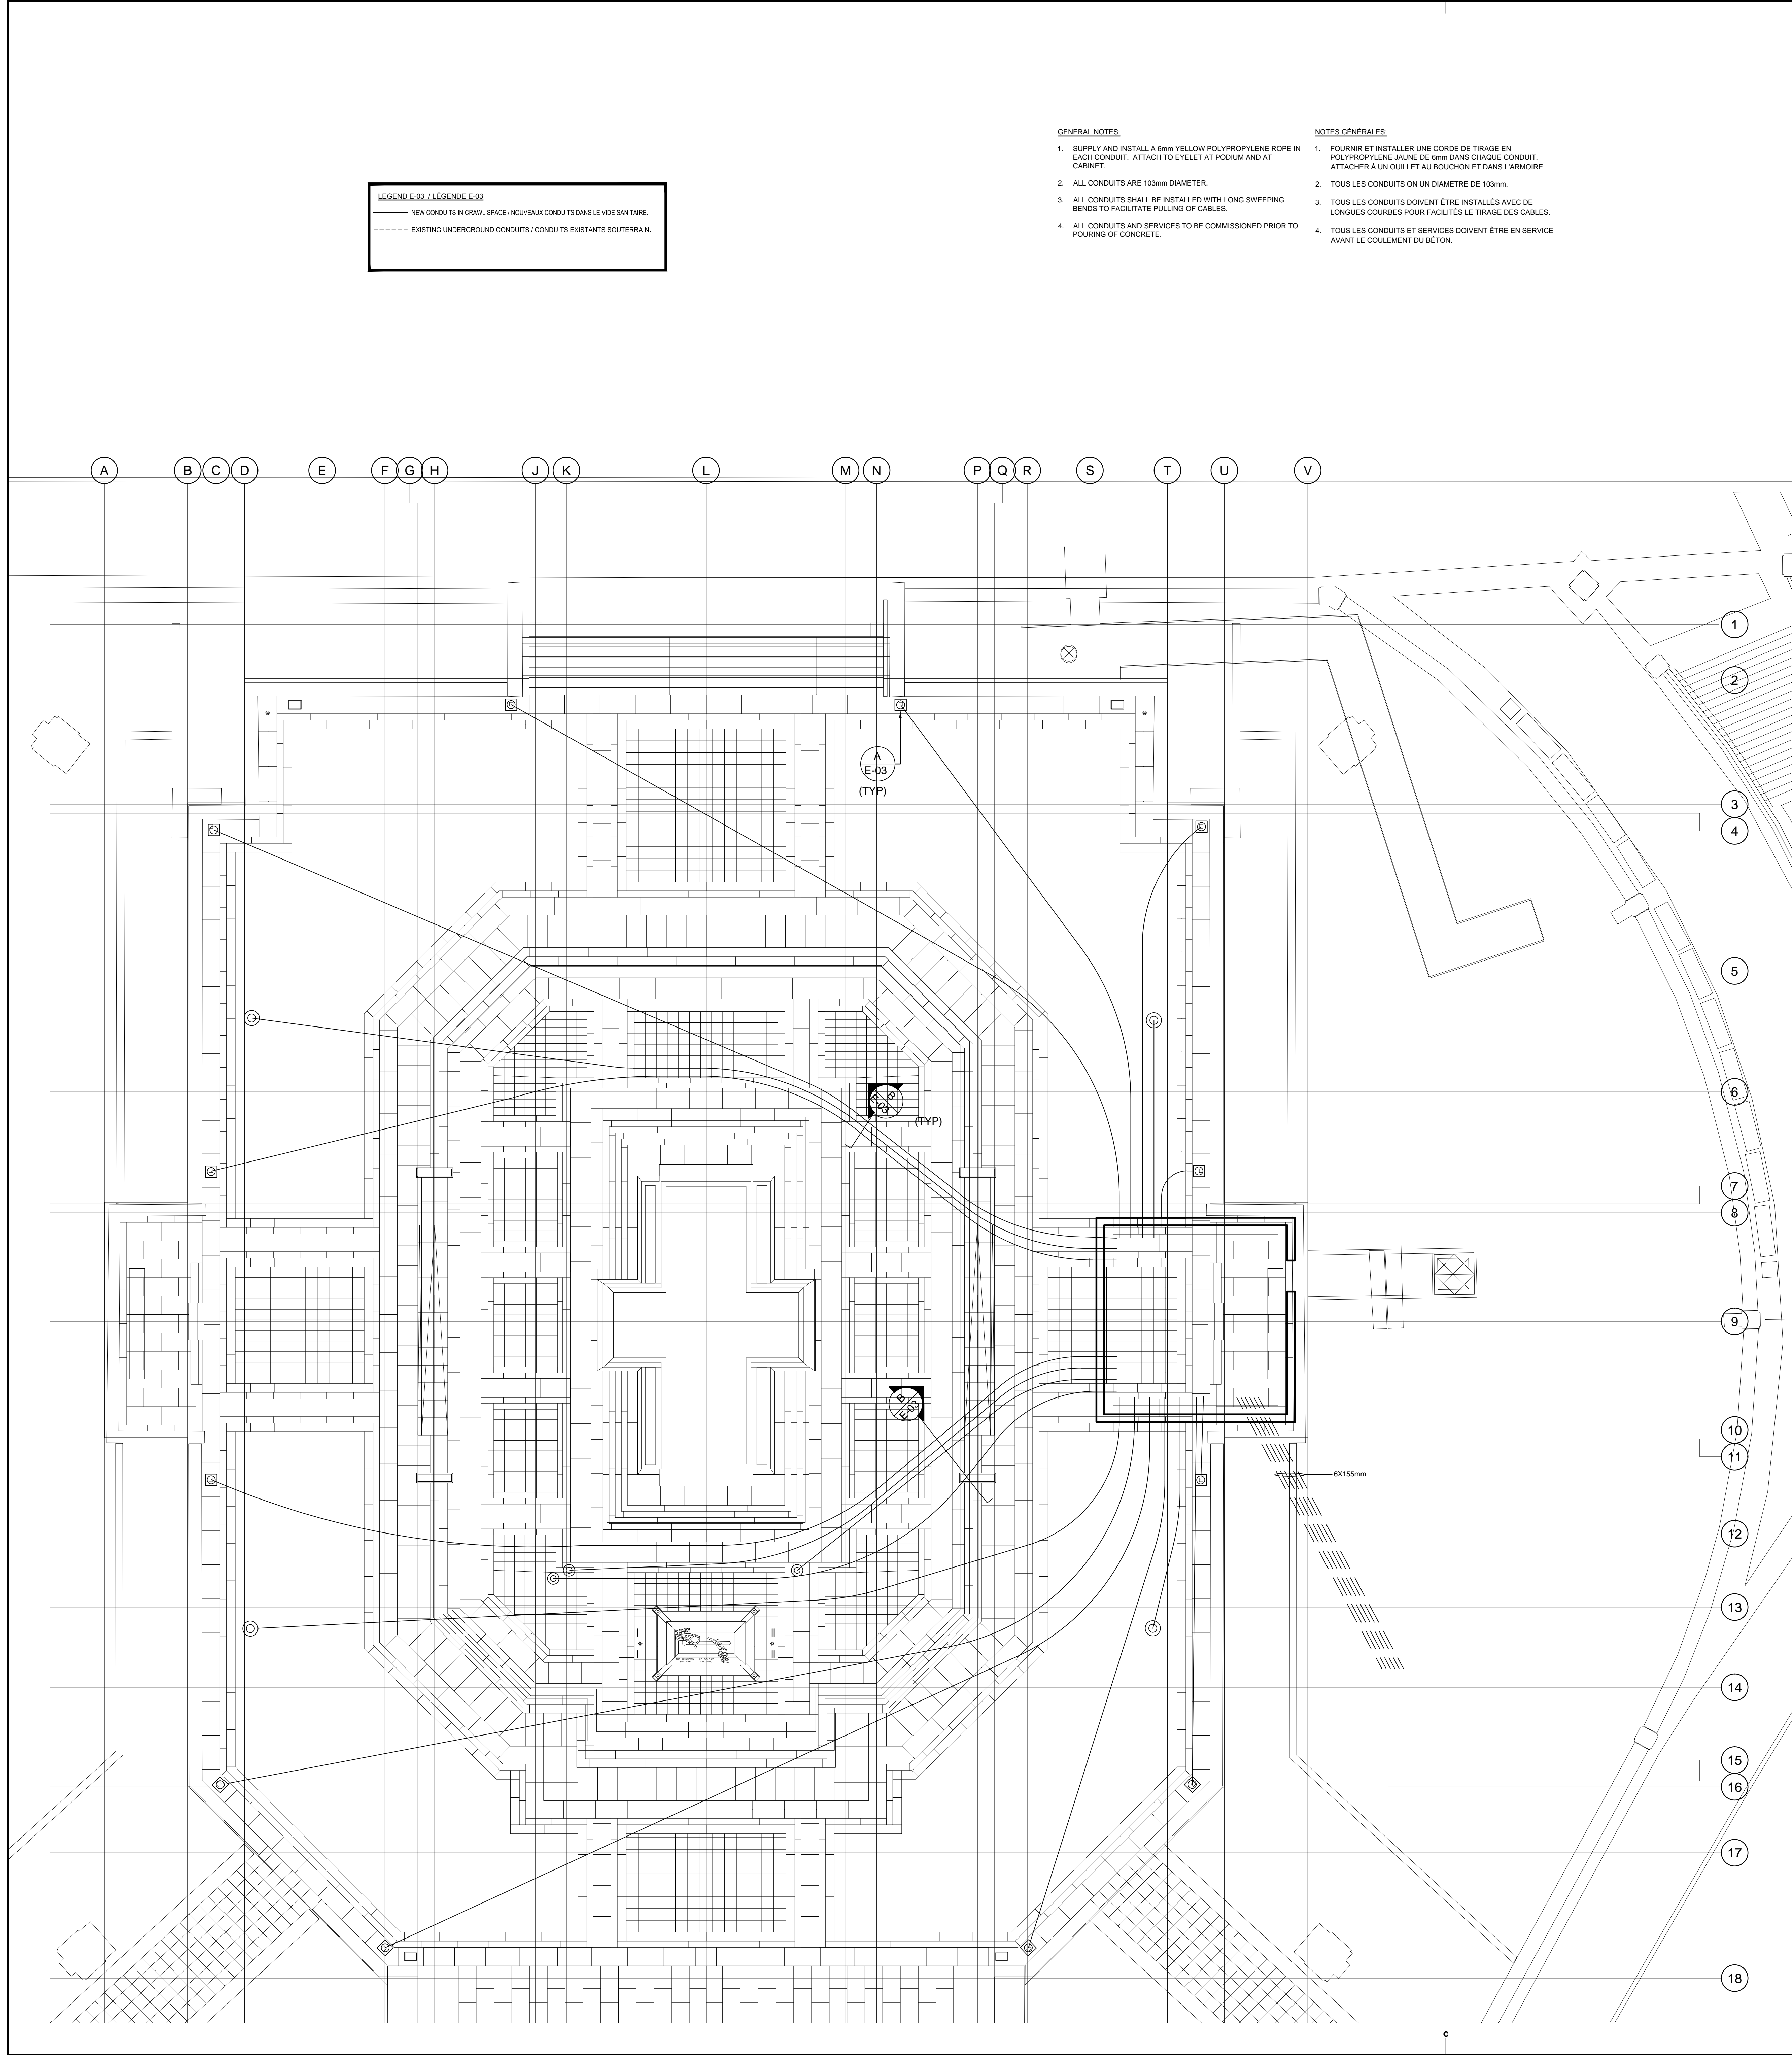 GENERAL NOTES:
1. SUPPLY AND INSTALL A 6mm YELLOW POLYPROPYLENE ROPE IN
EACH CONDUIT. ATTACH TO EYELET AT PODIUM AND AT
CABINET.
2. ALL CONDUITS ARE 103mm DIAMETER.
3. ALL CONDUITS SHALL BE INSTALLED WITH LONG SWEEPING
BENDS TO FACILITATE PULLING OF CABLES.
4. ALL CONDUITS AND SERVICES TO BE COMMISSIONED PRIOR TO
POURING OF CONCRETE.
NOTES GÉNÉRALES:
1. FOURNIR ET INSTALLER UNE CORDE DE TIRAGE EN
POLYPROPYLENE JAUNE DE 6mm DANS CHAQUE CONDUIT.
ATTACHER À UN OUILLET AU BOUCHON ET DANS L'ARMOIRE.
2. TOUS LES CONDUITS ON UN DIAMETRE DE 103mm.
3. TOUS LES CONDUITS DOIVENT ÊTRE INSTALLÉS AVEC DE
LONGUES COURBES POUR FACILITÉS LE TIRAGE DES CABLES.
4. TOUS LES CONDUITS ET SERVICES DOIVENT ÊTRE EN SERVICE
AVANT LE COULEMENT DU BÉTON.
LEGEND E-03 / LÉGENDE E-03
NEW CONDUITS IN CRAWL SPACE / NOUVEAUX CONDUITS DANS LE VIDE SANITAIRE.
EXISTING UNDERGROUND CONDUITS / CONDUITS EXISTANTS SOUTERRAIN.
A B C D E F G H J K L M N P Q R S T U V
1
2
A
E-03
(TYP)
3
4
5
6
B
E-03
(TYP)
7
8
9
B
E-03
10
11
6X155mm
12
13
14
15
16
17
18
c